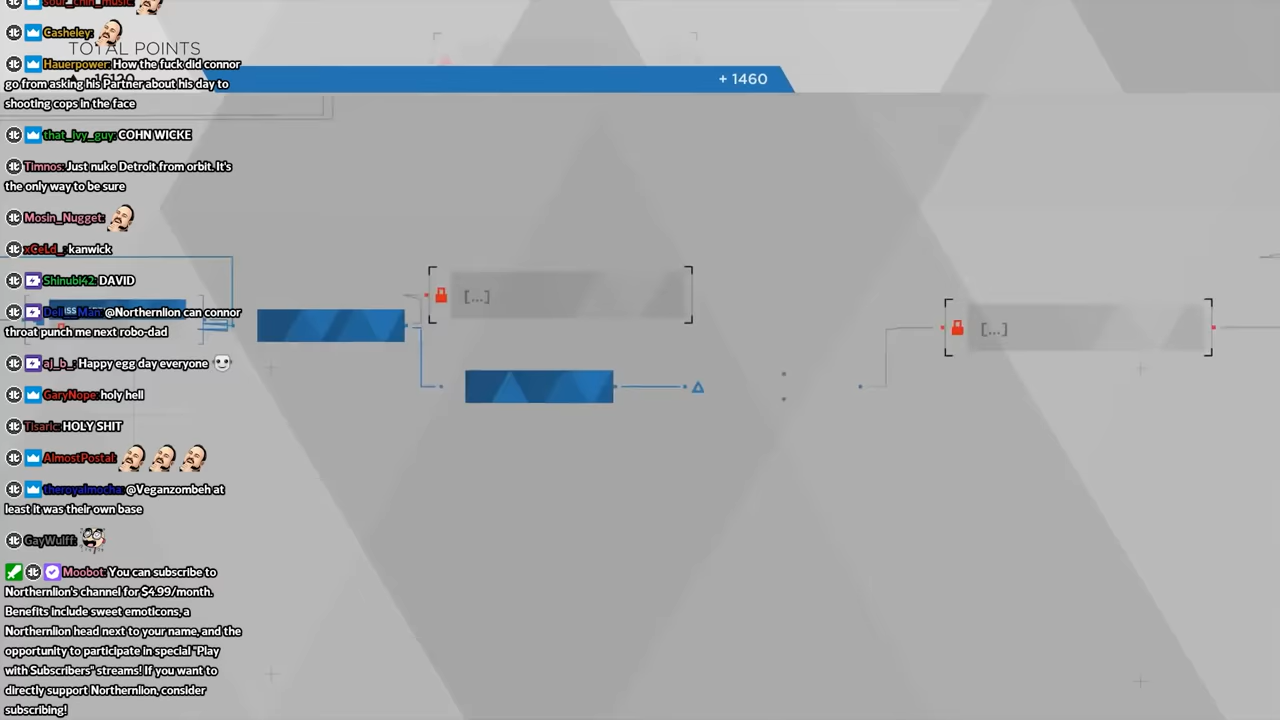 sour_chin_music:
Casheley:
TOTAL POINTS
Hauerpower: How the fuck did connor
16120
+ 1460
go from asking his Partner about his day to
shooting cops in the face
that_ivy_guy: COHN WICKE
Timnos: Just nuke Detroit from orbit. It's
the only way to be sure
Mosin_Nugget:
xCeLd_: kanwick
Shinubi42: DAVID
[...]
@Northernlion can connor
throat punch me next robo-dad
[...]
aj_b_: Happy egg day everyone
GaryNope: holy hell
Tisaric: HOLY SHIT
AlmostPostal:
theroyalmocha: @Veganzombeh at
least it was their own base
GayWulff:
Moobot: You can subscribe to
Northernlion's channel for $4.99/month.
Benefits include sweet emoticons, a
Northernlion head next to your name, and the
opportunity to participate in special "Play
with Subscribers" streams! If you want to
directly support Northernlion, consider
subscribing!